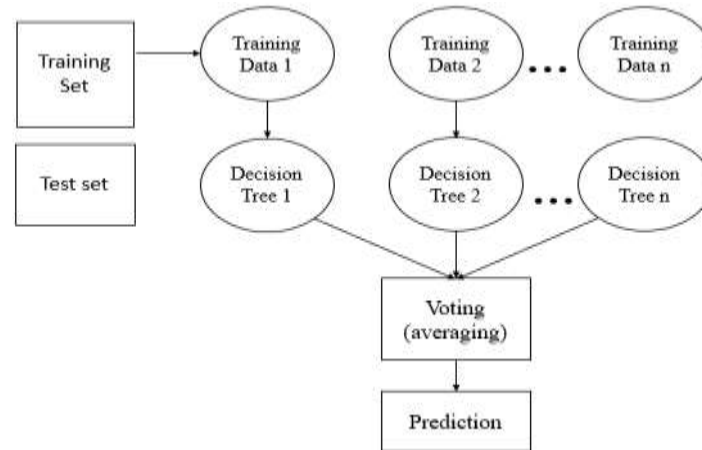 Training
Set
Training
Data 1
Training
Data 2
Training
Data n
Test set
Decision
Tree 1
Decision
Tree 2
Decision
Tree n
Voting
(averaging)
Prediction